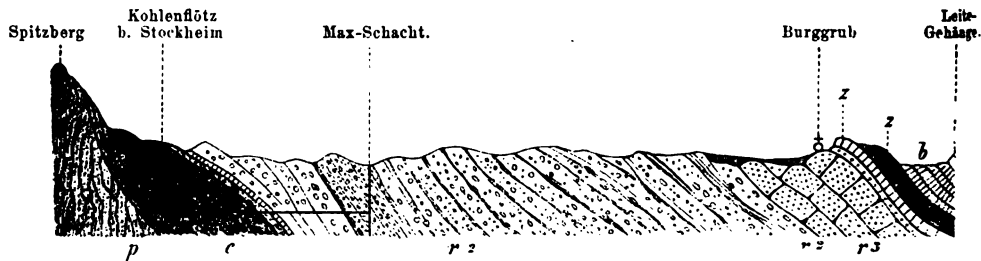 Spitzberg
Kohlenflötz
b. Stockheim
Max-Schacht.
Burggrub
Leite-
Gehänge.
z
z
b
p
c
r 2
r 2
r 3